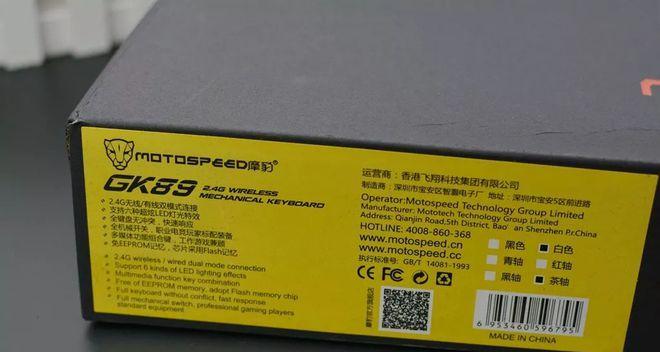 MOTOSPEED摩豹
GK89 2.4G WIRELESS
MECHANICAL KEYBOARD
2.4G无线/有线双模式连接
支持六种超炫LED灯光特效
全键盘无冲突，快速响应
全机械开关、职业电竞玩家标配装备
多媒体功能组合键，工作游戏兼顾
免EEPROM记忆，芯片采用Flash记忆
2.4G wireless / wired dual mode connection
Support 6 kinds of LED lighting effects
Multimedia function key combination
Free of EEPROM memory, adopt Flash memory chip
Full keyboard without conflict, fast response
Full mechanical switch, professional gaming players
standard equipment
运营商：香港飞翔科技集团有限公司
制造商：深圳市宝安区智霸电子厂 地址：深圳市宝安5区前进路
Operator:Motospeed Technology Group Limited
Manufacturer: Mototech Technology Group Limited
Address: Qianjin Road,5th District, Bao' an Shenzhen P.r.China
HOTLINE: 4008-860-368
www.motospeed.cn
www.motospeed.cc
执行标准号: GB/T 14081-1993
黑色 白色
青轴 红轴
黑轴 茶轴
CE FC
摩豹官方旗舰店
6 953460 596795
MADE IN CHINA